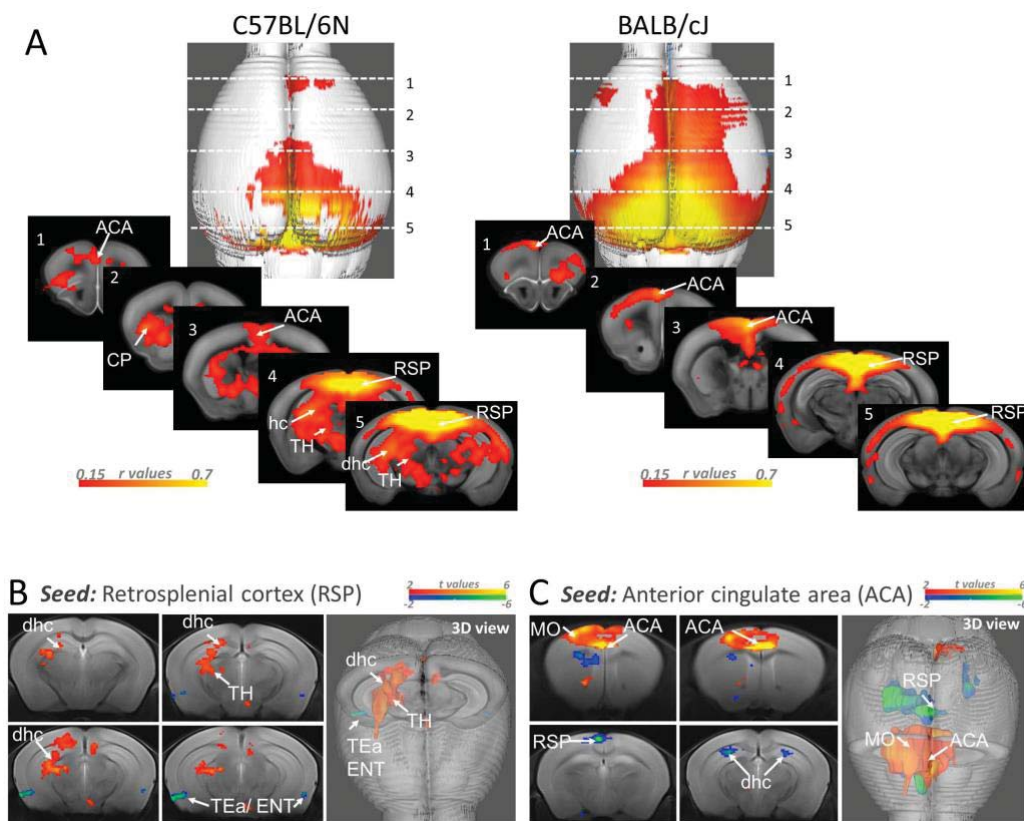 A
C57BL/6N
BALB/cJ
1
2
3
4
5
1
2
3
4
5
1
ACA
2
CP
3
ACA
4
RSP
hc
TH
5
RSP
dhc
TH
0.15 r values 0.7
1
ACA
2
ACA
3
ACA
4
RSP
5
RSP
0.15 r values 0.7
B Seed: Retrosplenial cortex (RSP)
2 t values 6
-2 -6
dhc
dhc
TH
dhc
TEa/ ENT
3D view
dhc
TH
TEa
ENT
C Seed: Anterior cingulate area (ACA)
2 t values 6
-2 -6
MO
ACA
ACA
RSP
dhc
3D view
RSP
MO
ACA